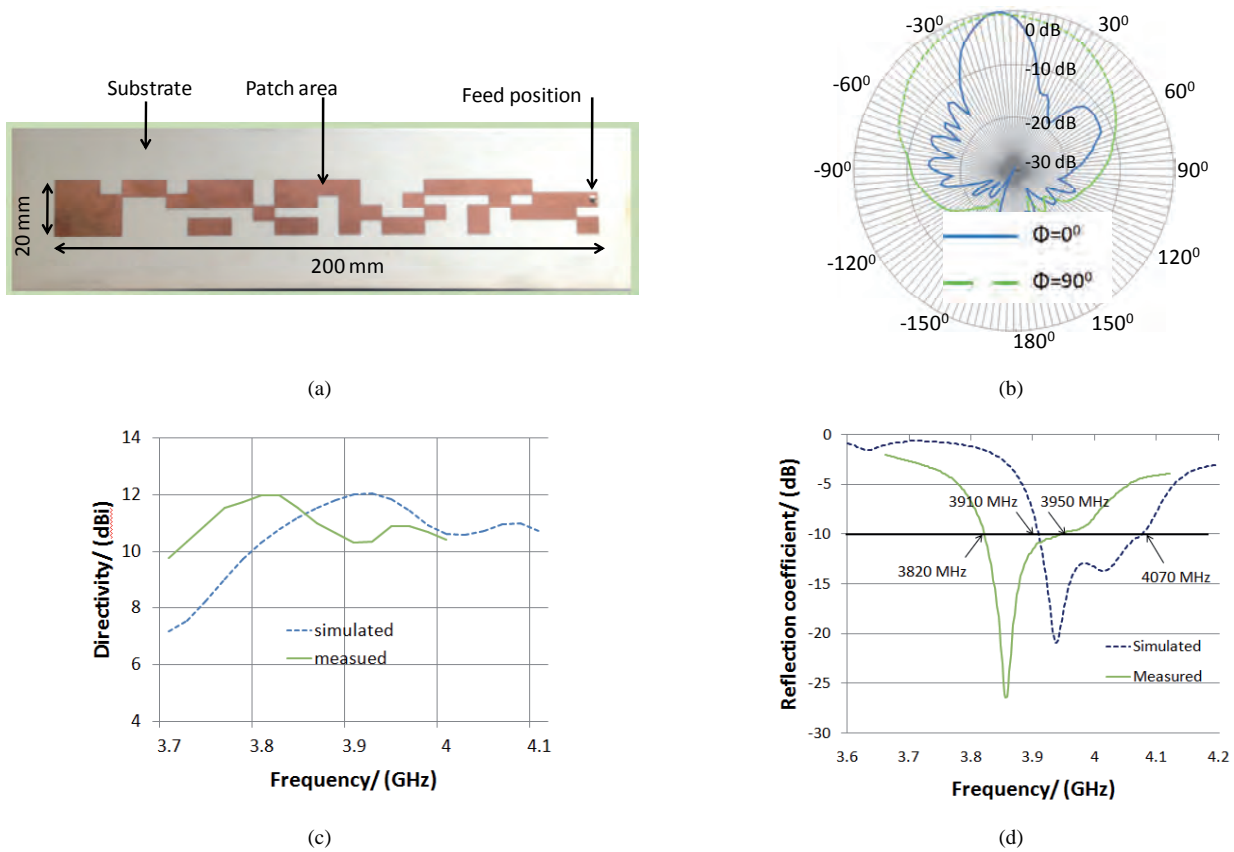 Substrate
Patch area
Feed position
20 mm
200 mm
(a)
-30⁰
30⁰
0 dB
-10 dB
-60⁰
60⁰
-20 dB
-30 dB
-90⁰
90⁰
Φ=0⁰
-120⁰
120⁰
Φ=90⁰
-150⁰
150⁰
180⁰
(b)
Directivity/ (dBi)
14
12
10
8
6
4
simulated
measued
3.7
3.8
3.9
4
4.1
Frequency/ (GHz)
(c)
Reflection coefficient/ (dB)
0
-5
-10
-15
-20
-25
-30
3910 MHz
3950 MHz
3820 MHz
4070 MHz
Simulated
Measured
3.6
3.7
3.8
3.9
4
4.1
4.2
Frequency/ (GHz)
(d)